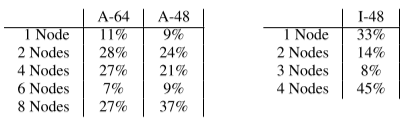 A-64 A-48
1 Node 11% 9%
2 Nodes 28% 24%
4 Nodes 27% 21%
6 Nodes 7% 9%
8 Nodes 27% 37%
I-48
1 Node 33%
2 Nodes 14%
3 Nodes 8%
4 Nodes 45%